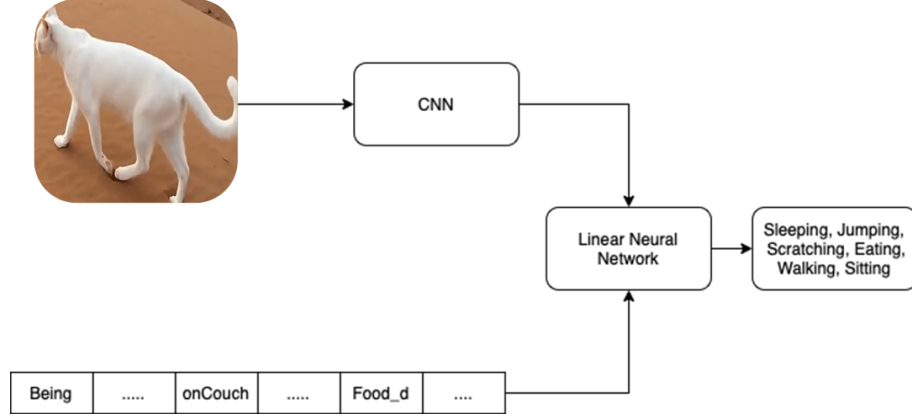 CNN
Linear Neural
Network
Sleeping, Jumping,
Scratching, Eating,
Walking, Sitting
Being ..... onCouch ..... Food_d ....